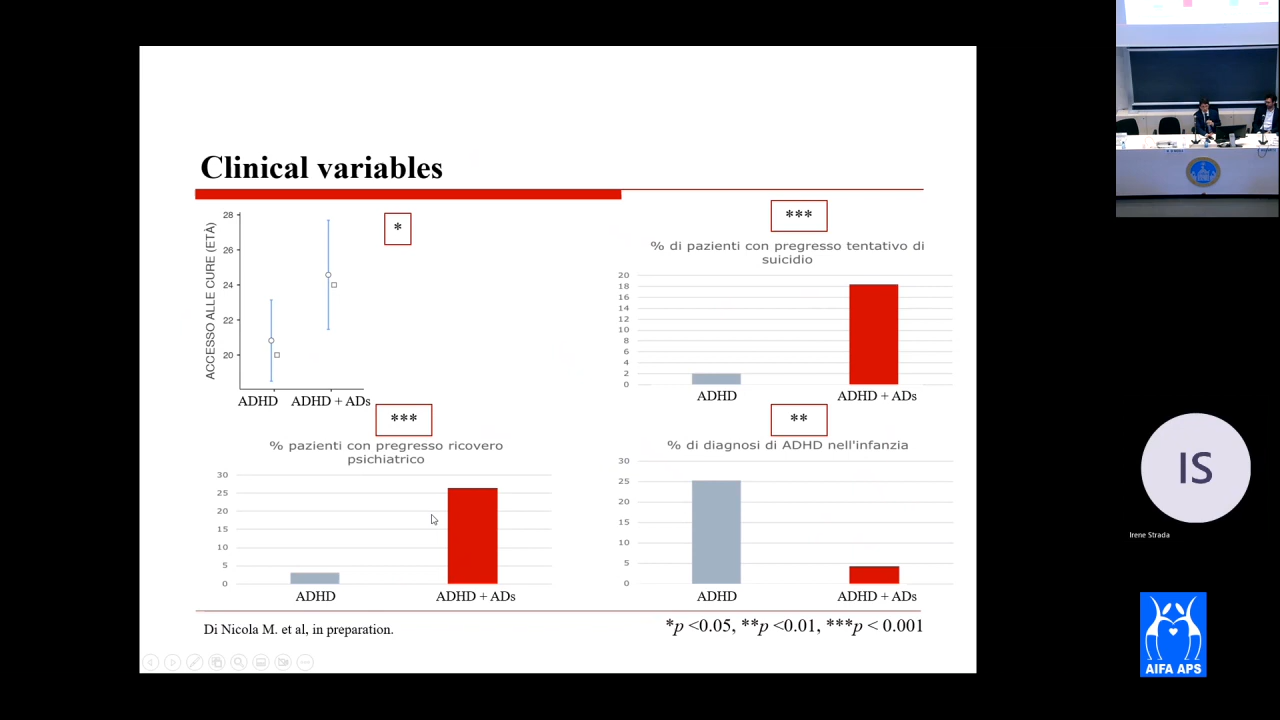 Clinical variables
ACCESSO ALLE CURE (ETÀ)
28
26
24
22
20
ADHD
ADHD + ADs
*
***
% di pazienti con pregresso tentativo di
suicidio
20
18
16
14
12
10
8
6
4
2
0
ADHD
ADHD + ADs
***
% pazienti con pregresso ricovero
psichiatrico
30
25
20
15
10
5
0
ADHD
ADHD + ADs
**
% di diagnosi di ADHD nell'infanzia
30
25
20
15
10
5
0
ADHD
ADHD + ADs
Di Nicola M. et al, in preparation.
*p <0.05, **p <0.01, ***p < 0.001
IS
Irene Strada
AIFA APS